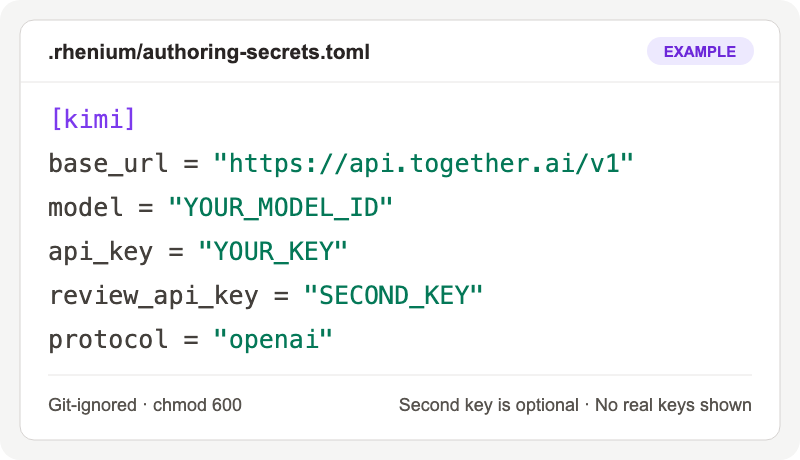 .rhenium/authoring-secrets.toml
EXAMPLE
[kimi]
base_url = "https://api.together.ai/v1"
model = "YOUR_MODEL_ID"
api_key = "YOUR_KEY"
review_api_key = "SECOND_KEY"
protocol = "openai"
Git-ignored · chmod 600
Second key is optional · No real keys shown